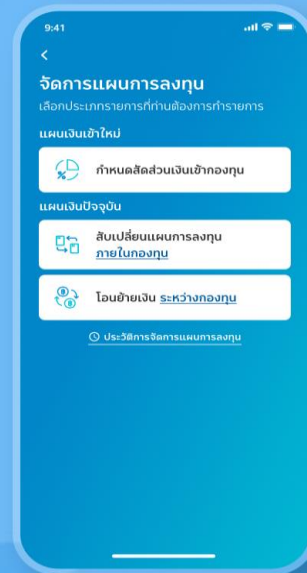 9:41
จัดการแผนการลงทุน
เลือกประเภทรายการที่ท่านต้องการทำรายการ
แผนเงินเข้าใหม่
กำหนดสัดส่วนเงินเข้ากองทุน
แผนเงินปัจจุบัน
สับเปลี่ยนแผนการลงทุน
ภายในกองทุน
โอนย้ายเงิน ระหว่างกองทุน
ประวัติการจัดการแผนการลงทุน